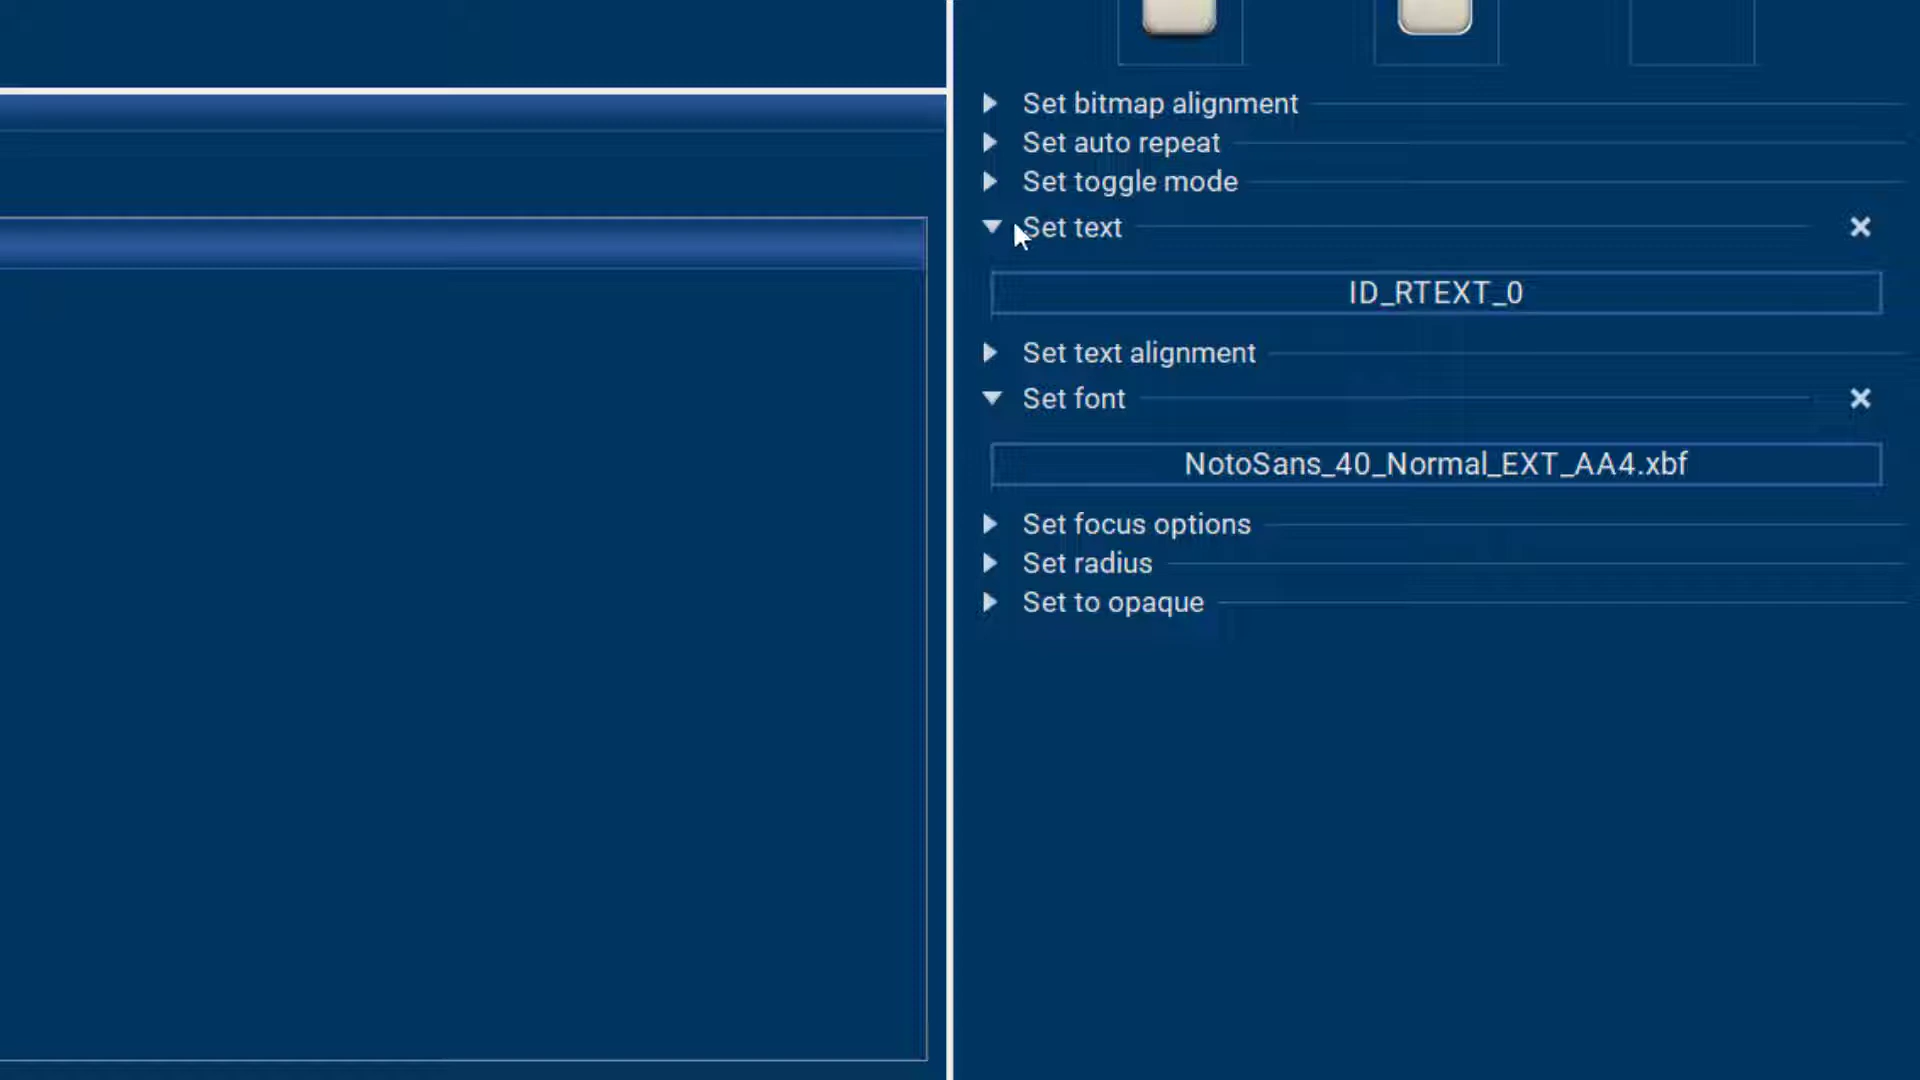 Set bitmap alignment
Set auto repeat
Set toggle mode
Set text
ID_RTEXT_0
Set text alignment
Set font
NotoSans_40_Normal_EXT_AA4.xbf
Set focus options
Set radius
Set to opaque